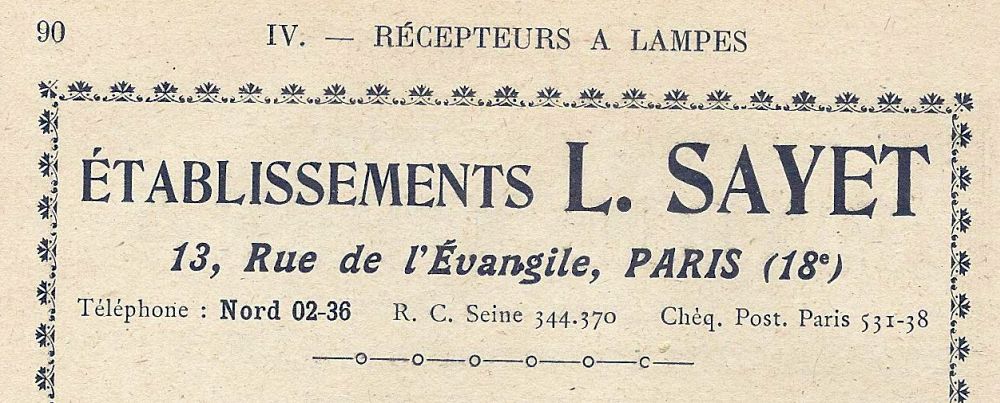 90
IV. — RÉCEPTEURS A LAMPES
ÉTABLISSEMENTS L. SAYET
13, Rue de l'Évangile, PARIS (18e)
Téléphone : Nord 02-36 R. C. Seine 344.370 Chèq. Post. Paris 531-38